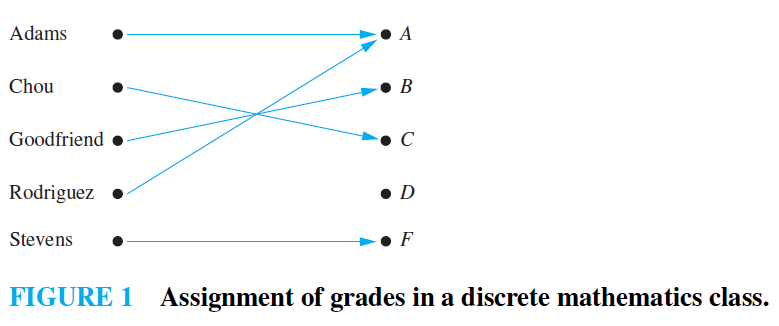 Adams A
Chou B
Goodfriend C
Rodriguez D
Stevens F
FIGURE 1 Assignment of grades in a discrete mathematics class.